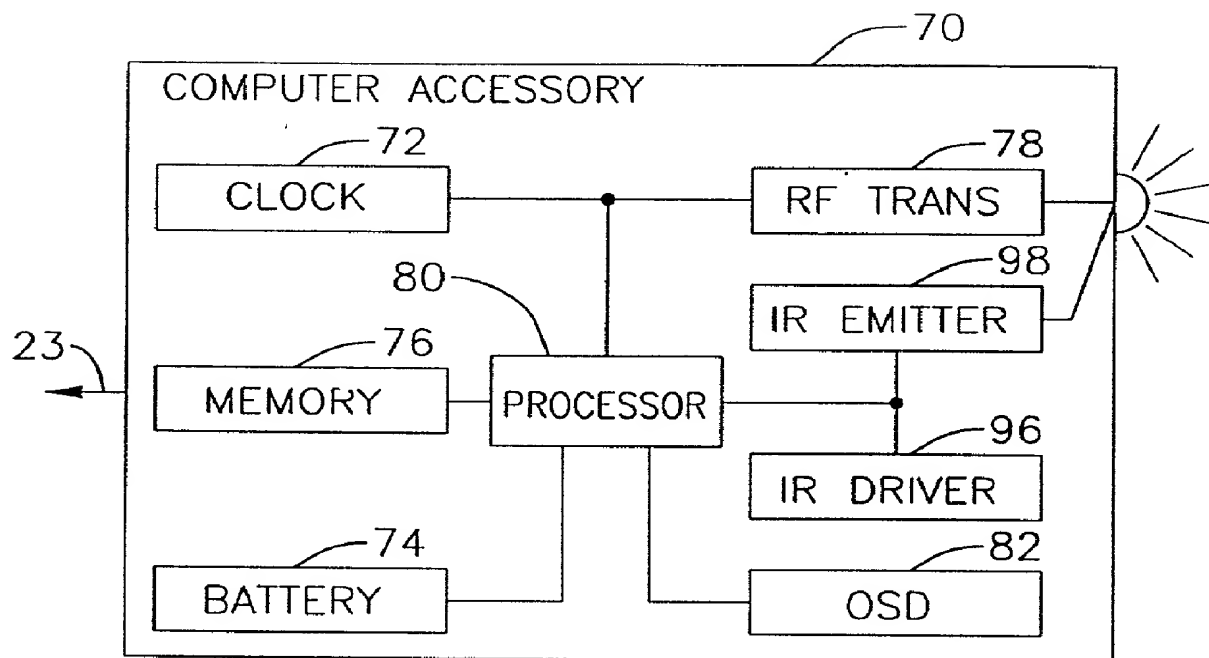 70
COMPUTER ACCESSORY
72
CLOCK
78
RF TRANS
98
IR EMITTER
80
PROCESSOR
23
76
MEMORY
96
IR DRIVER
74
BATTERY
82
OSD